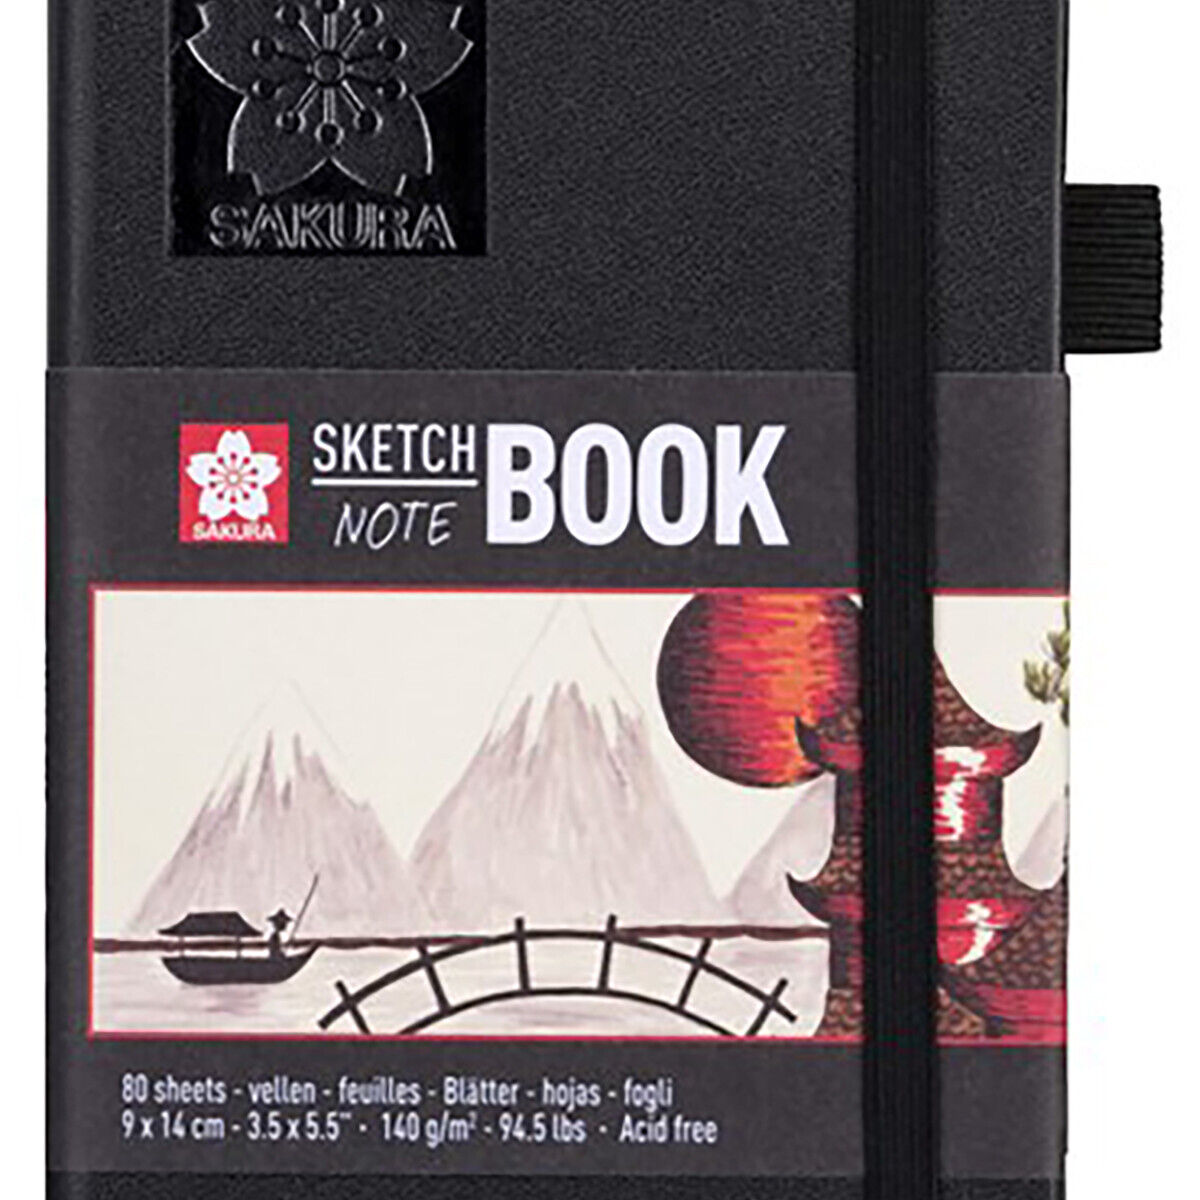 SAKURA
SKETCH
NOTE
BOOK
SAKURA
80 sheets - vellen - feuilles - Blätter - hojas - fogli
9 x 14 cm - 3.5 x 5.5" · 140 g/m² - 94.5 lbs · Acid free